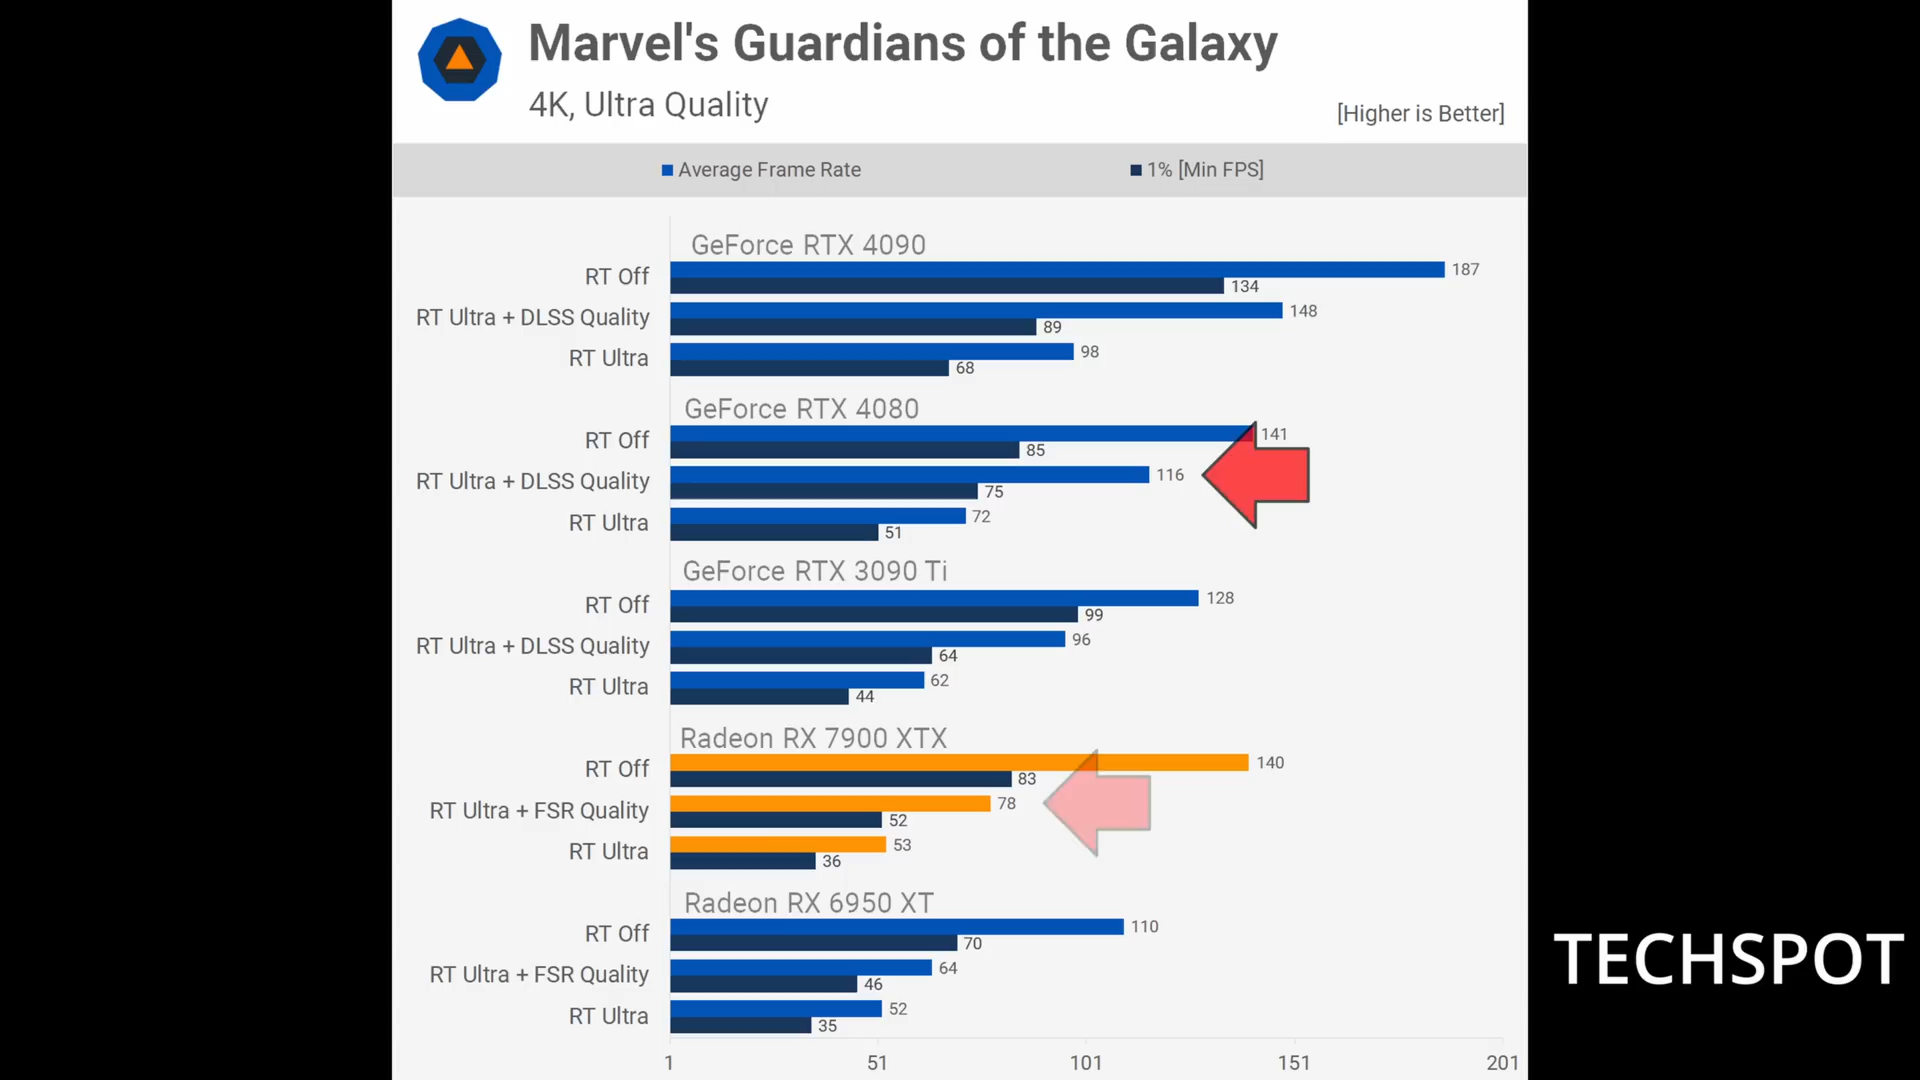 Marvel's Guardians of the Galaxy
4K, Ultra Quality
[Higher is Better]
Average Frame Rate
1% [Min FPS]
GeForce RTX 4090
RT Off 187
134
RT Ultra + DLSS Quality 148
89
RT Ultra 98
68
GeForce RTX 4080
RT Off 141
85
RT Ultra + DLSS Quality 116
75
RT Ultra 72
51
GeForce RTX 3090 Ti
RT Off 128
99
RT Ultra + DLSS Quality 96
64
RT Ultra 62
44
Radeon RX 7900 XTX
RT Off 140
83
RT Ultra + FSR Quality 78
52
RT Ultra 53
36
Radeon RX 6950 XT
RT Off 110
70
RT Ultra + FSR Quality 64
46
RT Ultra 52
35
1 51 101 151 201
TECHSPOT